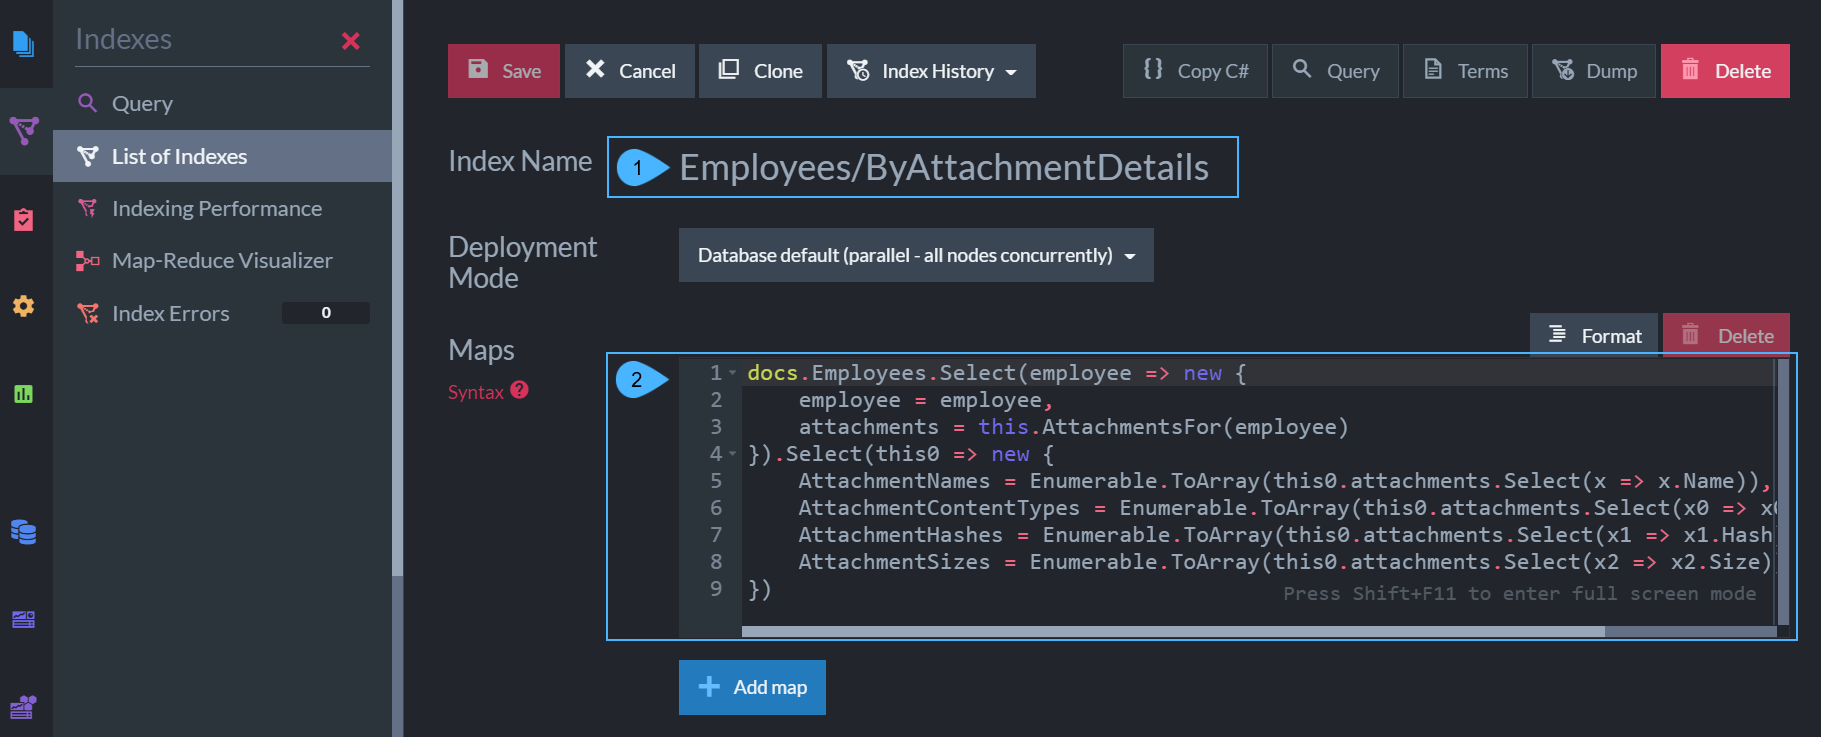 Indexes
Query
List of Indexes
Indexing Performance
Map-Reduce Visualizer
Index Errors 0
Save Cancel Clone Index History Copy C# Query Terms Dump Delete
Index Name 1 Employees/ByAttachmentDetails
Deployment
Mode
Database default (parallel - all nodes concurrently)
Format Delete
Maps
Syntax
2
1 docs.Employees.Select(employee => new {
2 employee = employee,
3 attachments = this.AttachmentsFor(employee)
4 }).Select(this0 => new {
5 AttachmentNames = Enumerable.ToArray(this0.attachments.Select(x => x.Name)),
6 AttachmentContentTypes = Enumerable.ToArray(this0.attachments.Select(x0 =>
7 AttachmentHashes = Enumerable.ToArray(this0.attachments.Select(x1 => x1.Hash
8 AttachmentSizes = Enumerable.ToArray(this0.attachments.Select(x2 => x2.Size)
9 })
Press Shift+F11 to enter full screen mode
Add map